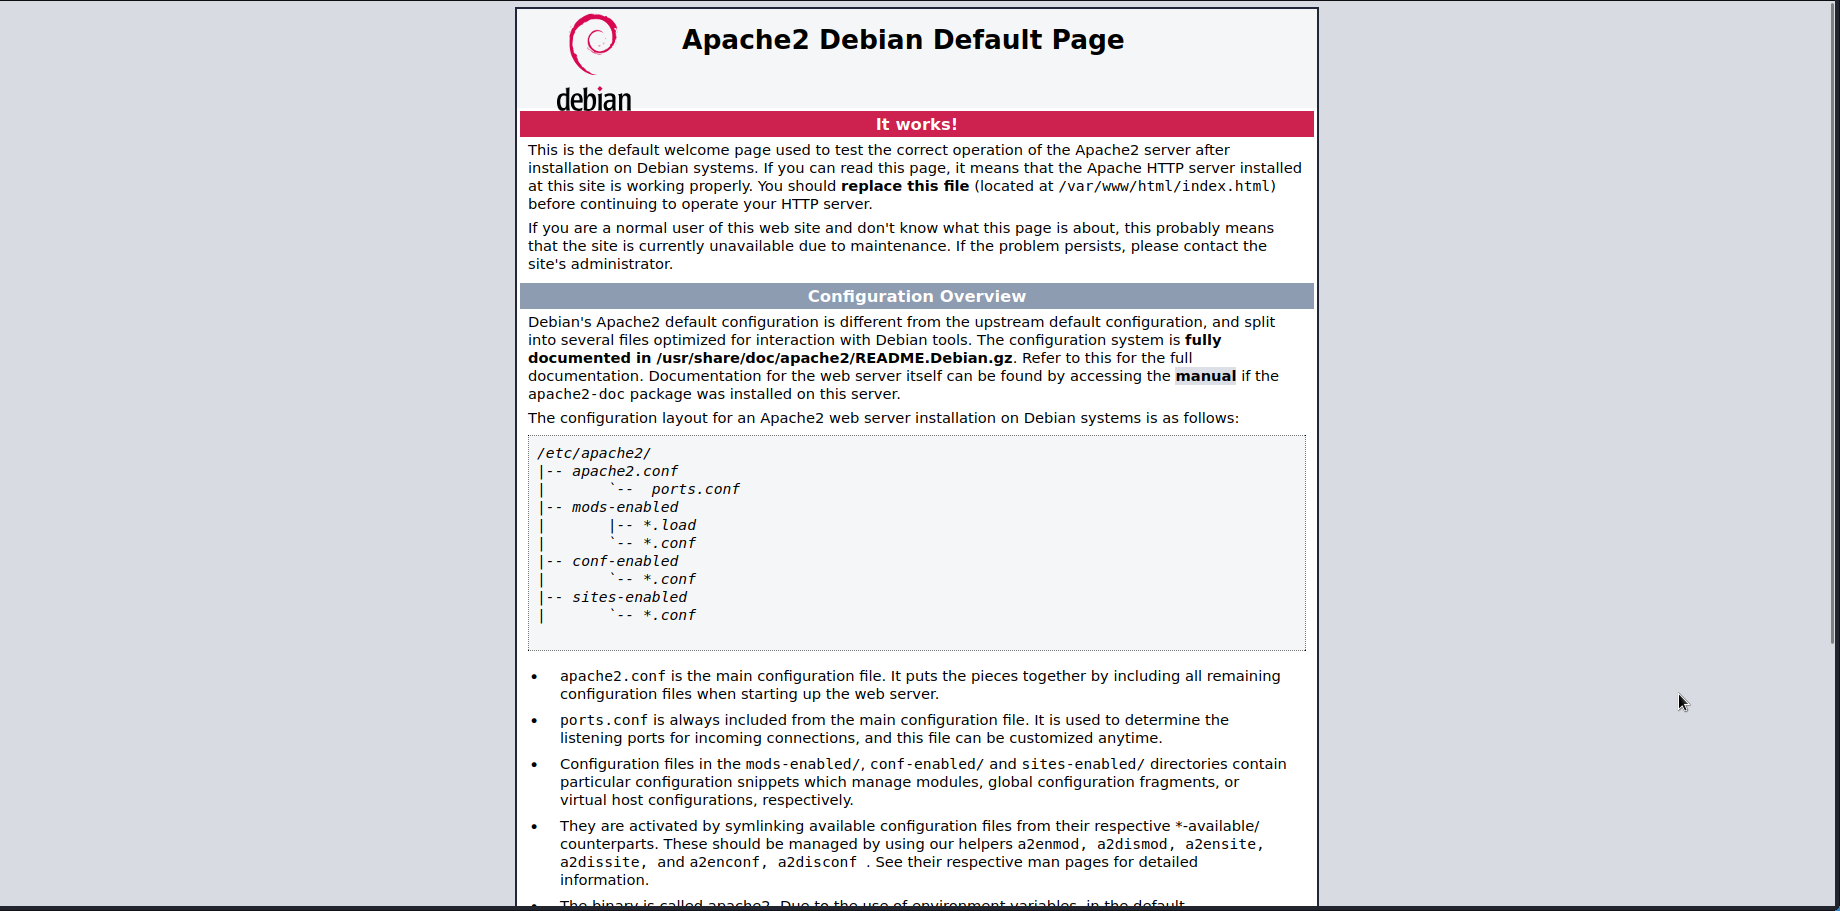 debian
Apache2 Debian Default Page
It works!
This is the default welcome page used to test the correct operation of the Apache2 server after
installation on Debian systems. If you can read this page, it means that the Apache HTTP server installed
at this site is working properly. You should replace this file (located at /var/www/html/index.html)
before continuing to operate your HTTP server.
If you are a normal user of this web site and don't know what this page is about, this probably means
that the site is currently unavailable due to maintenance. If the problem persists, please contact the
site's administrator.
Configuration Overview
Debian's Apache2 default configuration is different from the upstream default configuration, and split
into several files optimized for interaction with Debian tools. The configuration system is fully
documented in /usr/share/doc/apache2/README.Debian.gz. Refer to this for the full
documentation. Documentation for the web server itself can be found by accessing the manual if the
apache2-doc package was installed on this server.
The configuration layout for an Apache2 web server installation on Debian systems is as follows:
/etc/apache2/
|-- apache2.conf
|       `--  ports.conf
|-- mods-enabled
|       |-- *.load
|       `-- *.conf
|-- conf-enabled
|       `-- *.conf
|-- sites-enabled
|       `-- *.conf
• apache2.conf is the main configuration file. It puts the pieces together by including all remaining
configuration files when starting up the web server.
• ports.conf is always included from the main configuration file. It is used to determine the
listening ports for incoming connections, and this file can be customized anytime.
• Configuration files in the mods-enabled/, conf-enabled/ and sites-enabled/ directories contain
particular configuration snippets which manage modules, global configuration fragments, or
virtual host configurations, respectively.
• They are activated by symlinking available configuration files from their respective *-available/
counterparts. These should be managed by using our helpers a2enmod, a2dismod, a2ensite,
a2dissite, and a2enconf, a2disconf . See their respective man pages for detailed
information.
• The binary is called apache2. Due to the use of environment variables, in the default